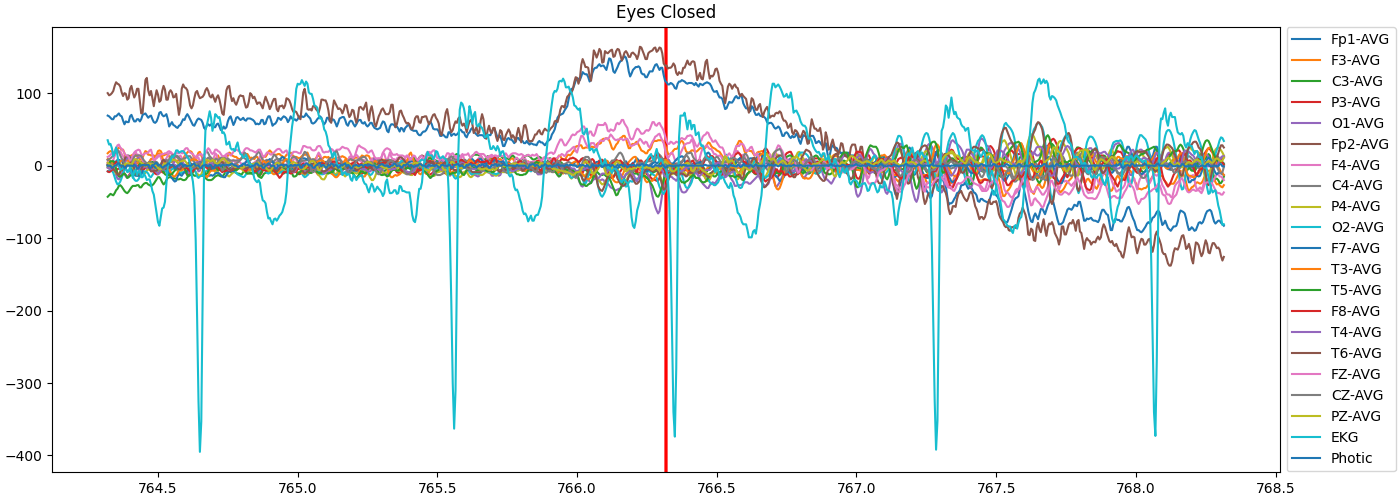 Eyes Closed
100
0
−100
−200
−300
−400
764.5
765.0
765.5
766.0
766.5
767.0
767.5
768.0
768.5
Fp1-AVG
F3-AVG
C3-AVG
P3-AVG
O1-AVG
Fp2-AVG
F4-AVG
C4-AVG
P4-AVG
O2-AVG
F7-AVG
T3-AVG
T5-AVG
F8-AVG
T4-AVG
T6-AVG
FZ-AVG
CZ-AVG
PZ-AVG
EKG
Photic